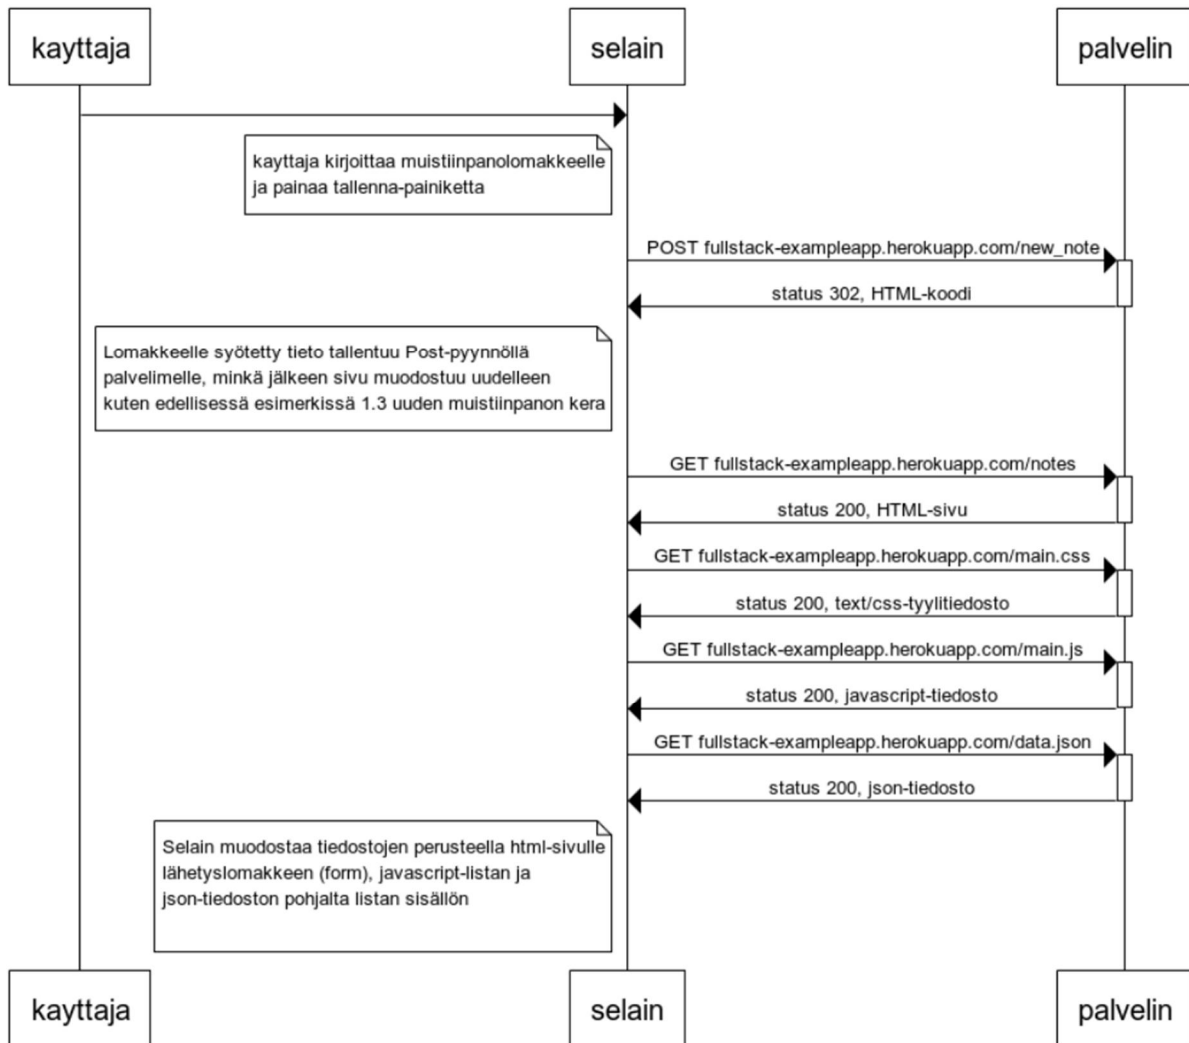 kayttaja
selain
palvelin
kayttaja kirjoittaa muistiinpanolomakkeelle
ja painaa tallenna-painiketta
POST fullstack-exampleapp.herokuapp.com/new_note
status 302, HTML-koodi
Lomakkeelle syötetty tieto tallentuu Post-pyynnöllä
palvelimelle, minkä jälkeen sivu muodostuu uudelleen
kuten edellisessä esimerkissä 1.3 uuden muistiinpanon kera
GET fullstack-exampleapp.herokuapp.com/notes
status 200, HTML-sivu
GET fullstack-exampleapp.herokuapp.com/main.css
status 200, text/css-tyylitiedosto
GET fullstack-exampleapp.herokuapp.com/main.js
status 200, javascript-tiedosto
GET fullstack-exampleapp.herokuapp.com/data.json
status 200, json-tiedosto
Selain muodostaa tiedostojen perusteella html-sivulle
lähetyslomakkeen (form), javascript-listan ja
json-tiedoston pohjalta listan sisällön
kayttaja
selain
palvelin